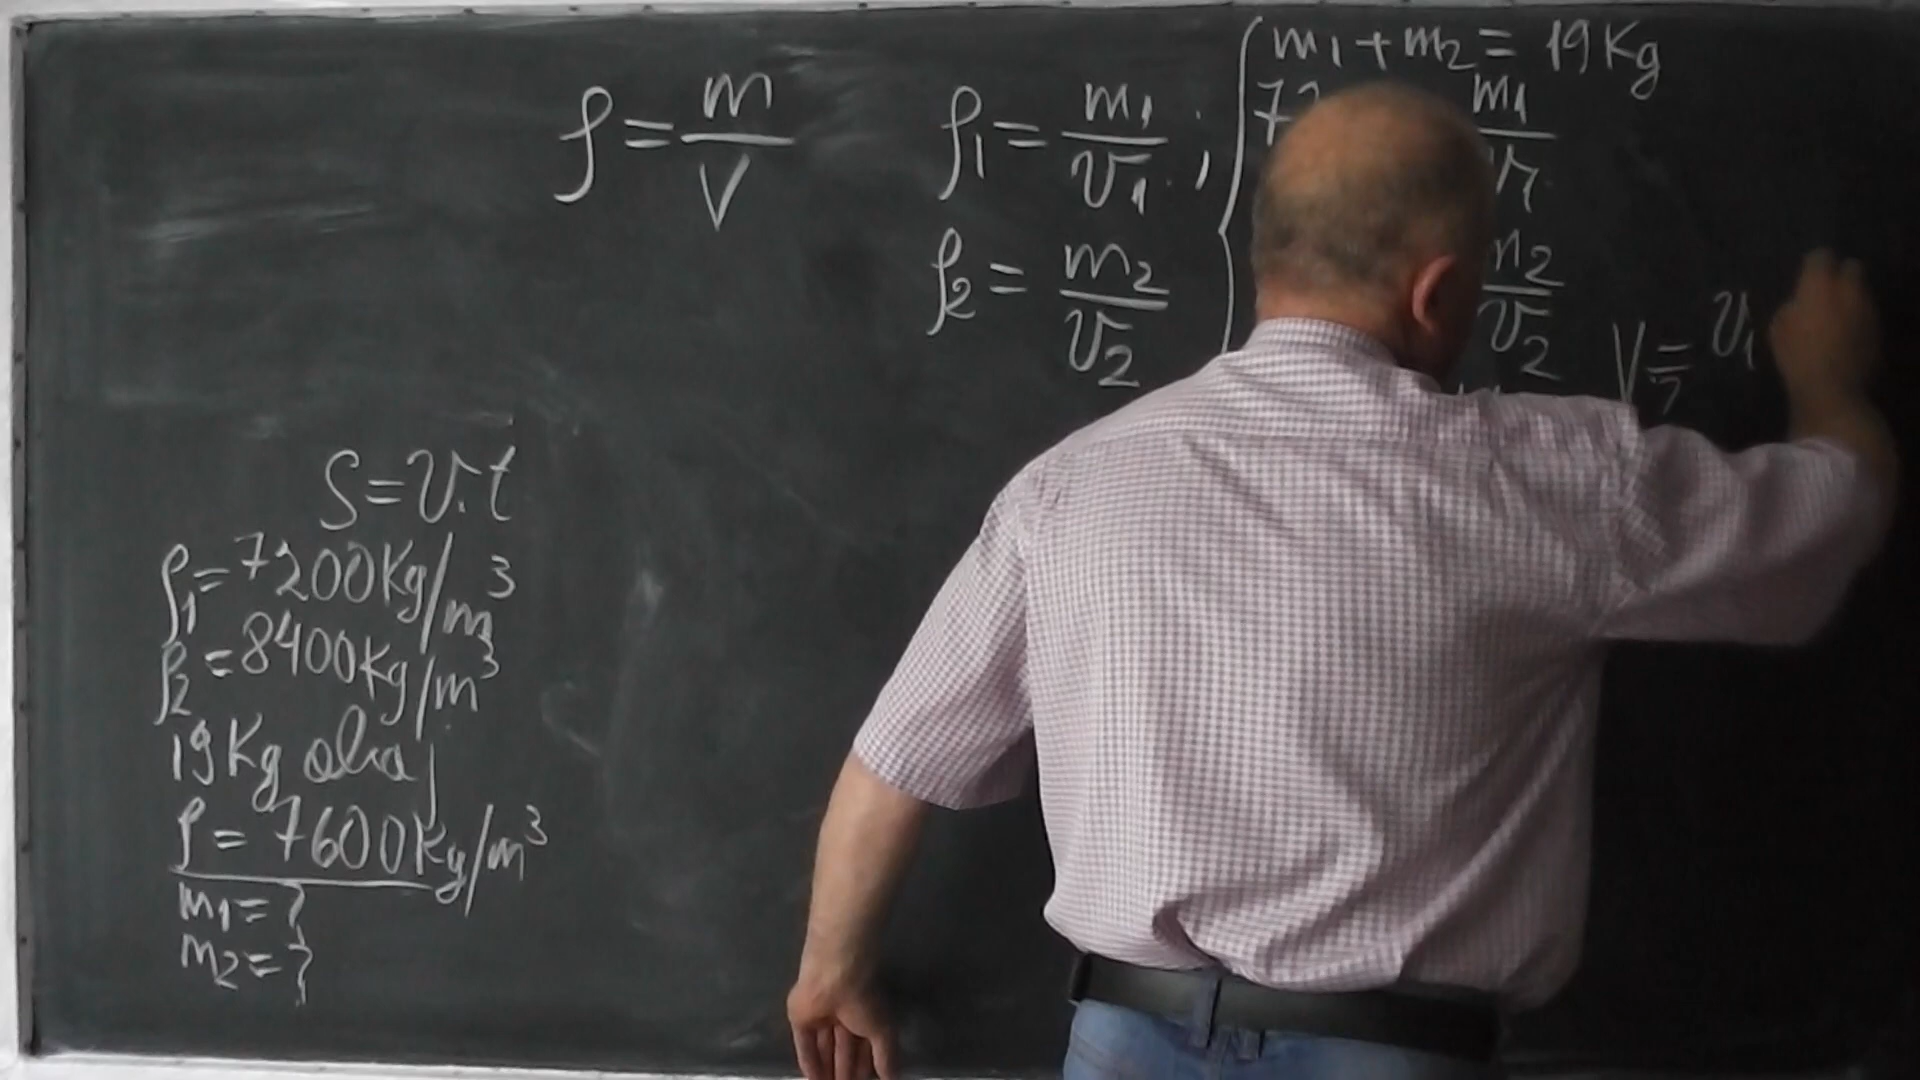 ρ = m/V
ρ1 = m1/v1 ;
ρ2 = m2/v2
m1 + m2 = 19 Kg
m1
m2/v2
V = v1
S = v·t
ρ1 = 7200 Kg/m³
ρ2 = 8400 Kg/m³
19 Kg
ρ = 7600 Kg/m³
m1 = ?
m2 = ?